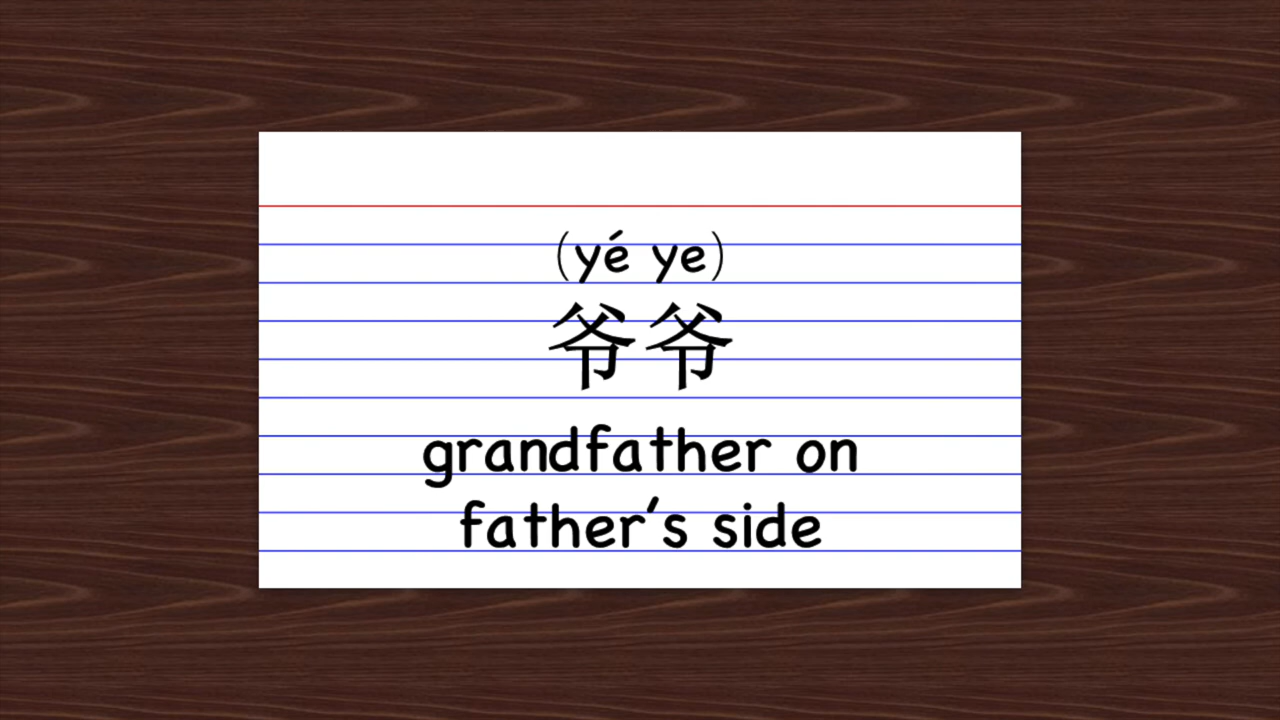 (yé ye)
爷爷
grandfather on
father's side